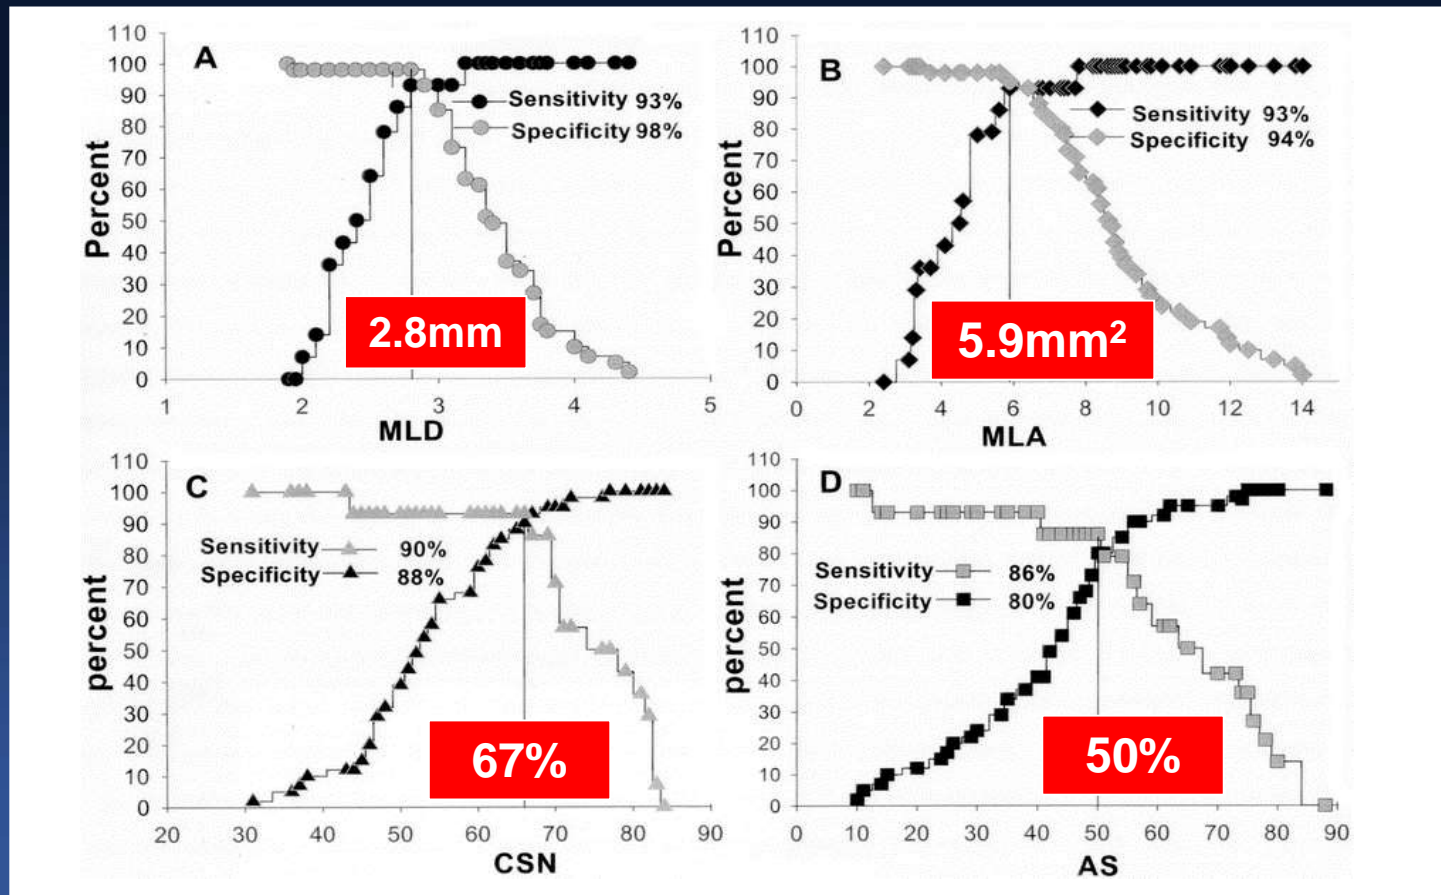 A
110
100
90
80
70
60
50
40
30
20
10
0
Percent
Sensitivity 93%
Specificity 98%
2.8mm
1 2 3 4 5
MLD
B
110
100
90
80
70
60
50
40
30
20
10
0
Percent
Sensitivity 93%
Specificity 94%
5.9mm²
0 2 4 6 8 10 12 14
MLA
C
110
100
90
80
70
60
50
40
30
20
10
0
percent
Sensitivity 90%
Specificity 88%
67%
20 30 40 50 60 70 80 90
CSN
D
110
100
90
80
70
60
50
40
30
20
10
0
percent
Sensitivity 86%
Specificity 80%
50%
0 10 20 30 40 50 60 70 80 90
AS